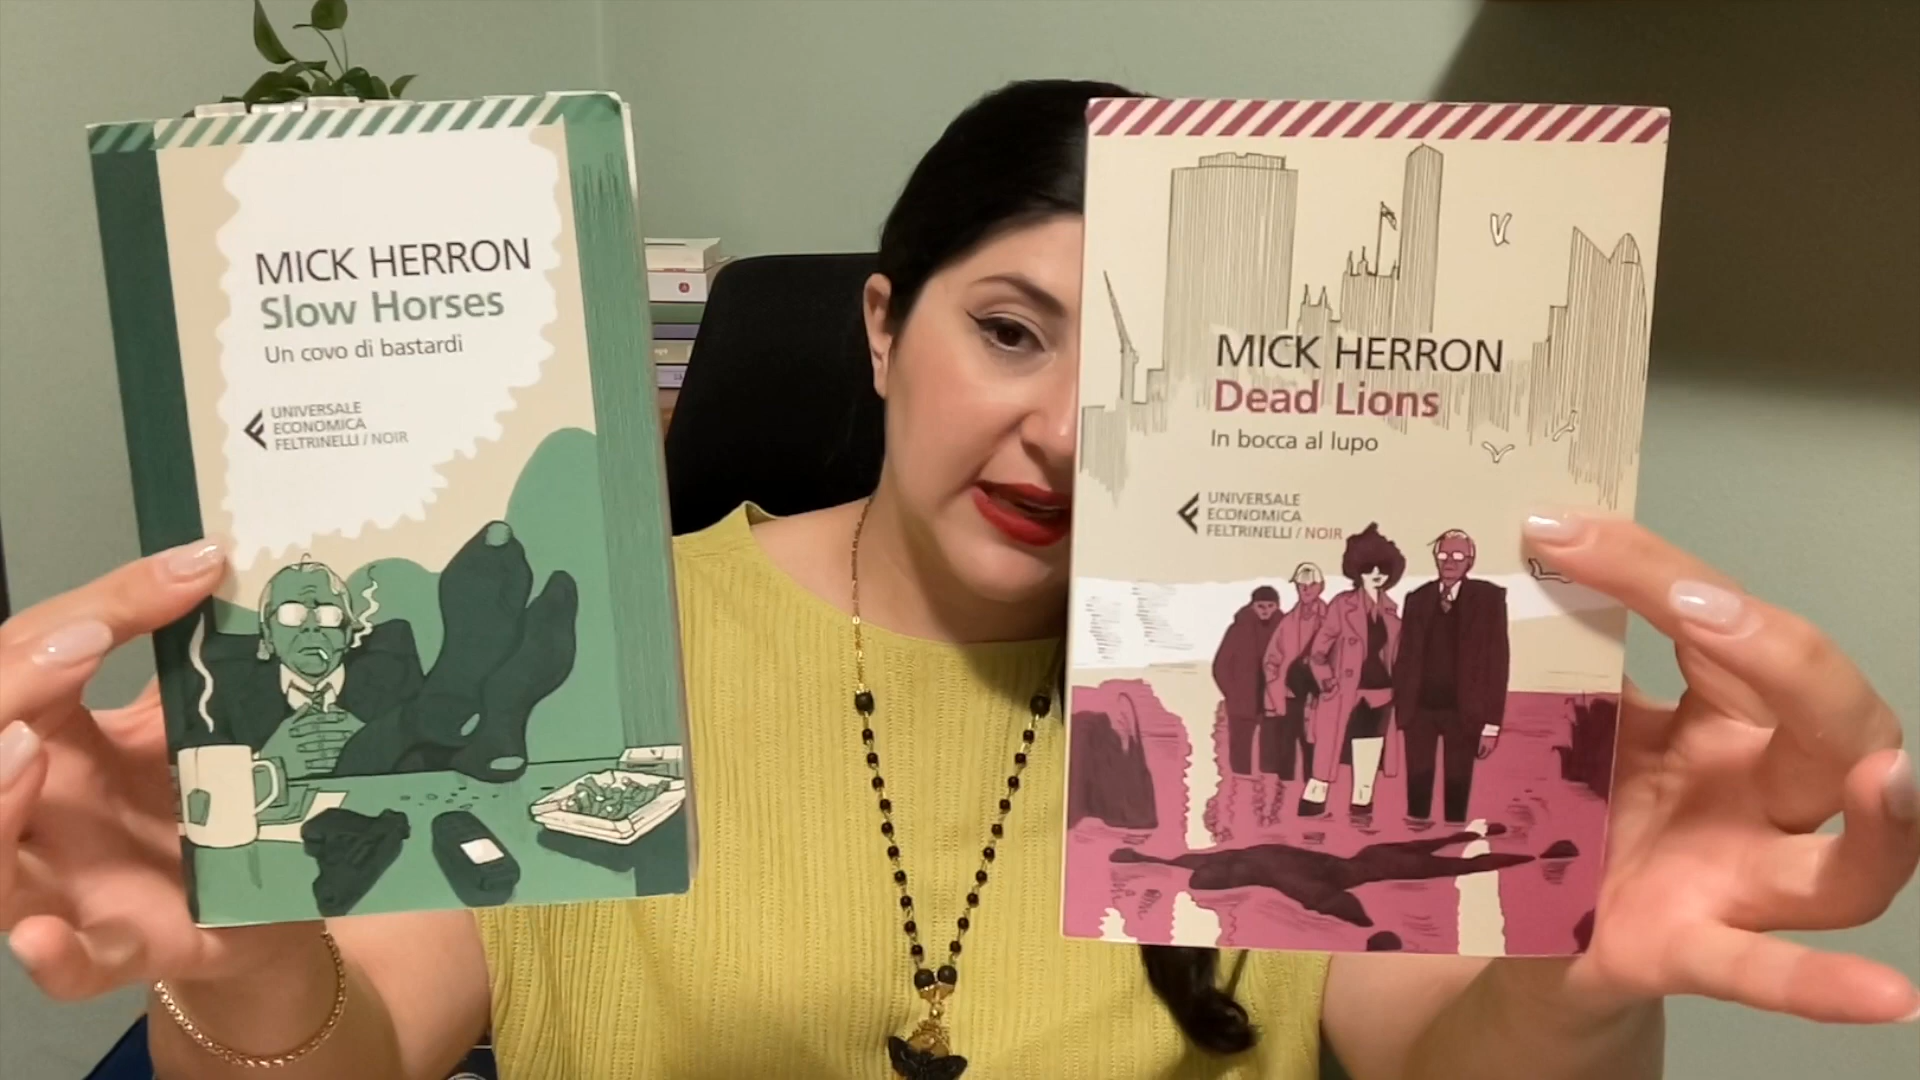 MICK HERRON
Slow Horses
Un covo di bastardi
UNIVERSALE
ECONOMICA
FELTRINELLI / NOIR
MICK HERRON
Dead Lions
In bocca al lupo
UNIVERSALE
ECONOMICA
FELTRINELLI / NOIR